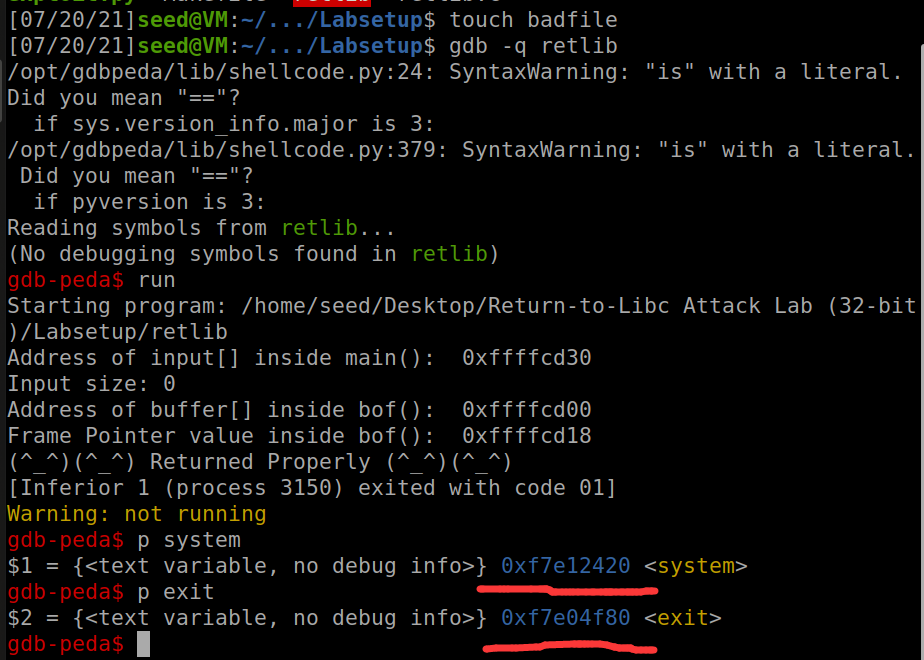 [07/20/21]seed@VM:~/.../Labsetup$ touch badfile
[07/20/21]seed@VM:~/.../Labsetup$ gdb -q retlib
/opt/gdbpeda/lib/shellcode.py:24: SyntaxWarning: "is" with a literal.
Did you mean "=="?
  if sys.version_info.major is 3:
/opt/gdbpeda/lib/shellcode.py:379: SyntaxWarning: "is" with a literal.
 Did you mean "=="?
  if pyversion is 3:
Reading symbols from retlib...
(No debugging symbols found in retlib)
gdb-peda$ run
Starting program: /home/seed/Desktop/Return-to-Libc Attack Lab (32-bit
)/Labsetup/retlib
Address of input[] inside main():  0xffffcd30
Input size: 0
Address of buffer[] inside bof():  0xffffcd00
Frame Pointer value inside bof():  0xffffcd18
(^_^)(^_^) Returned Properly (^_^)(^_^)
[Inferior 1 (process 3150) exited with code 01]
Warning: not running
gdb-peda$ p system
$1 = {<text variable, no debug info>} 0xf7e12420 <system>
gdb-peda$ p exit
$2 = {<text variable, no debug info>} 0xf7e04f80 <exit>
gdb-peda$